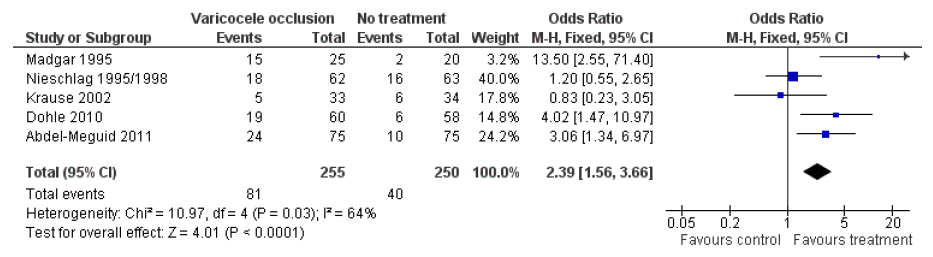 Varicocele occlusion No treatment Odds Ratio Odds Ratio
Study or Subgroup Events Total Events Total Weight M-H, Fixed, 95% CI M-H, Fixed, 95% CI
Madgar 1995 15 25 2 20 3.2% 13.50 [2.55, 71.40]
Nieschlag 1995/1998 18 62 16 63 40.0% 1.20 [0.55, 2.65]
Krause 2002 5 33 6 34 17.8% 0.83 [0.23, 3.05]
Dohle 2010 19 60 6 58 14.8% 4.02 [1.47, 10.97]
Abdel-Meguid 2011 24 75 10 75 24.2% 3.06 [1.34, 6.97]
Total (95% CI) 255 250 100.0% 2.39 [1.56, 3.66]
Total events 81 40
Heterogeneity: Chi² = 10.97, df = 4 (P = 0.03); I² = 64%
Test for overall effect: Z = 4.01 (P < 0.0001)
0.05 0.2 1 5 20
Favours control Favours treatment